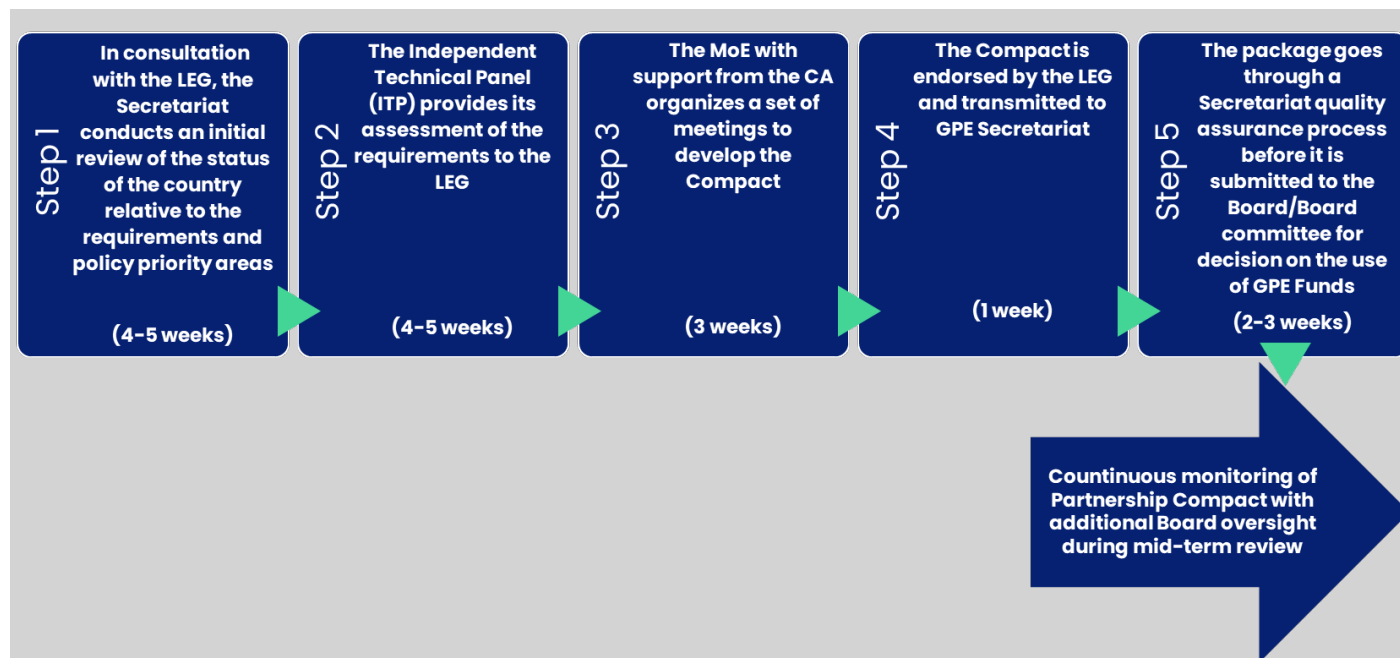 Step 1
In consultation
with the LEG, the
Secretariat
conducts an initial
review of the status
of the country
relative to the
requirements and
policy priority areas
(4-5 weeks)
Step 2
The Independent
Technical Panel
(ITP) provides its
assessment of the
requirements to the
LEG
(4-5 weeks)
Step 3
The MoE with
support from the CA
organizes a set of
meetings to
develop the
Compact
(3 weeks)
Step 4
The Compact is
endorsed by the LEG
and transmitted to
GPE Secretariat
(1 week)
Step 5
The package goes
through a
Secretariat quality
assurance process
before it is
submitted to the
Board/Board
committee for
decision on the use
of GPE Funds
(2-3 weeks)
Countinuous monitoring of
Partnership Compact with
additional Board oversight
during mid-term review